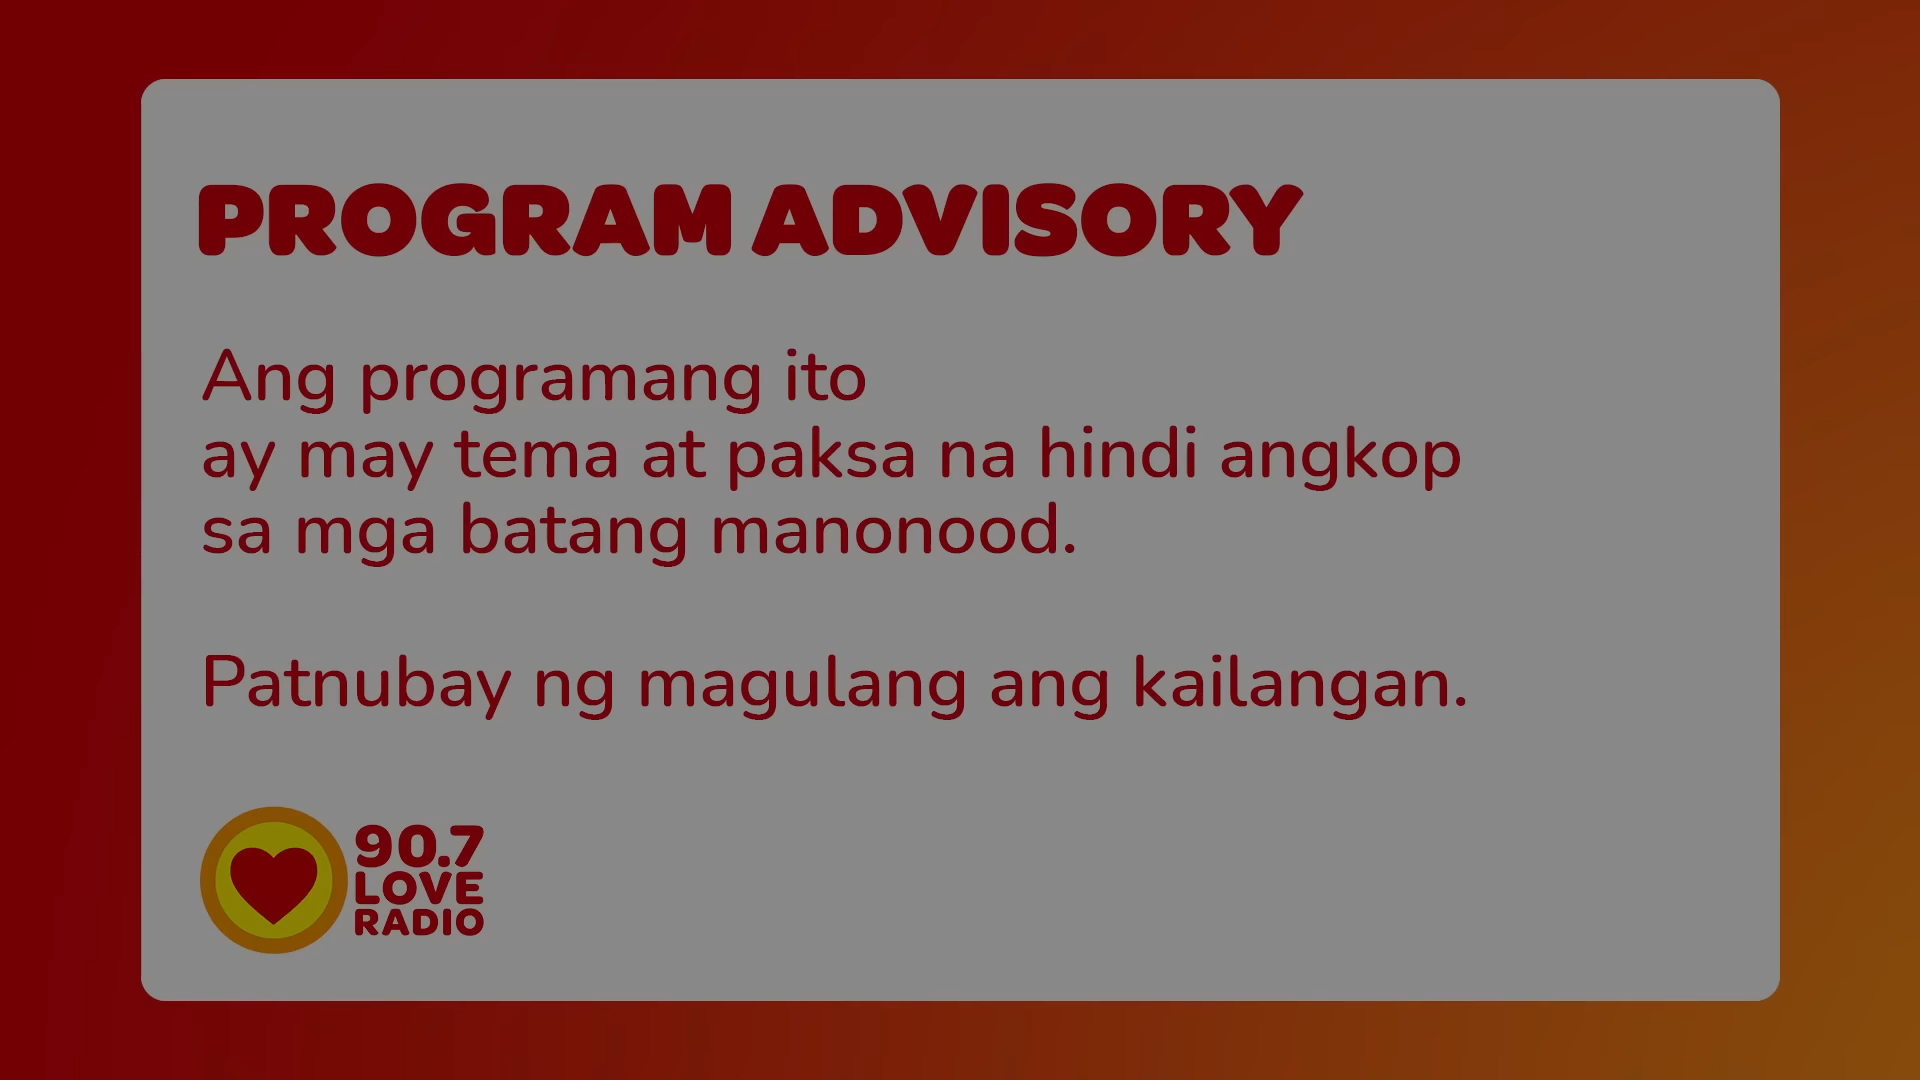 PROGRAM ADVISORY
Ang programang ito
ay may tema at paksa na hindi angkop
sa mga batang manonood.
Patnubay ng magulang ang kailangan.
90.7
LOVE
RADIO